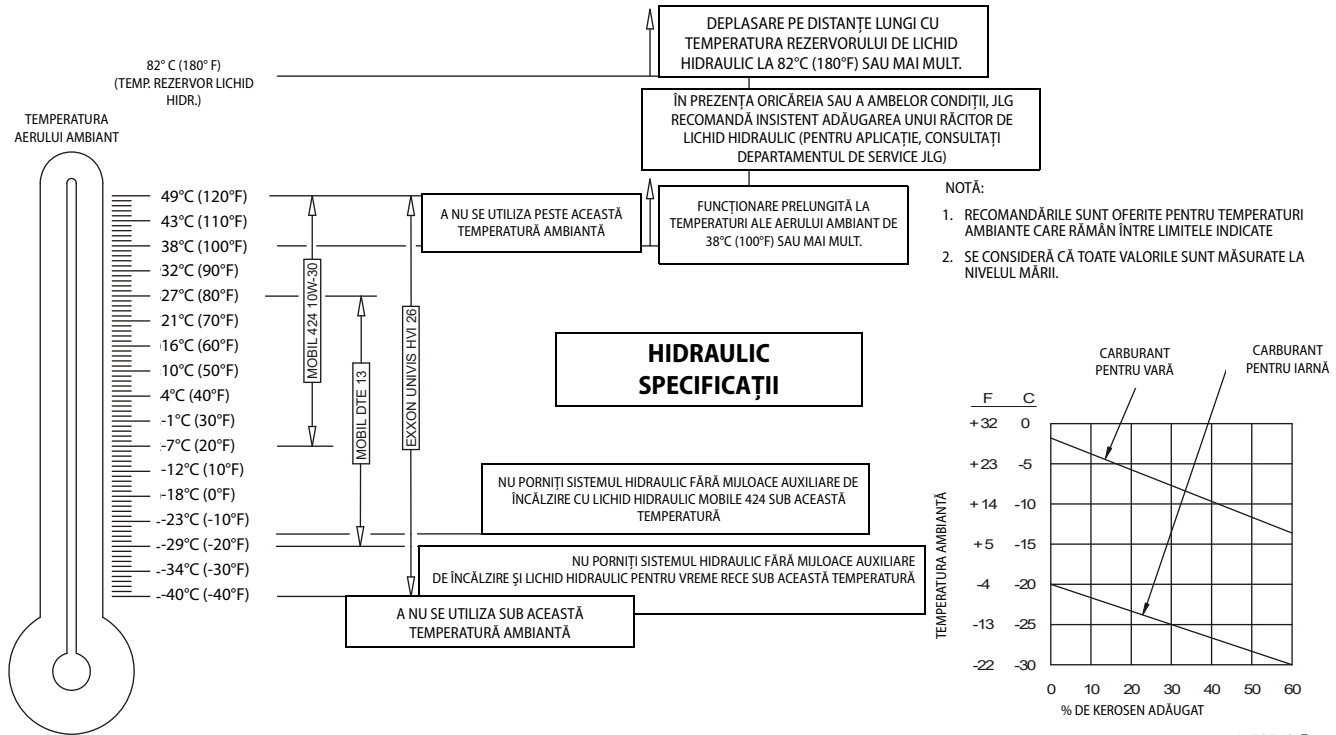 DEPLASARE PE DISTANȚE LUNGI CU
TEMPERATURA REZERVORULUI DE LICHID
HIDRAULIC LA 82°C (180°F) SAU MAI MULT.
82° C (180° F)
(TEMP. REZERVOR LICHID
HIDR.)
ÎN PREZENȚA ORICĂREIA SAU A AMBELOR CONDIȚII, JLG
RECOMANDĂ INSISTENT ADĂUGAREA UNUI RĂCITOR DE
LICHID HIDRAULIC (PENTRU APLICAȚIE, CONSULTAȚI
DEPARTAMENTUL DE SERVICE JLG)
TEMPERATURA
AERULUI AMBIANT
49°C (120°F)
43°C (110°F)
38°C (100°F)
32°C (90°F)
27°C (80°F)
21°C (70°F)
16°C (60°F)
10°C (50°F)
4°C (40°F)
-1°C (30°F)
-7°C (20°F)
-12°C (10°F)
-18°C (0°F)
-23°C (-10°F)
-29°C (-20°F)
-34°C (-30°F)
-40°C (-40°F)
MOBIL 424 10W-30
MOBIL DTE 13
EXXON UNIVIS HVI 26
A NU SE UTILIZA PESTE ACEASTĂ
TEMPERATURĂ AMBIANTĂ
FUNCȚIONARE PRELUNGITĂ LA
TEMPERATURI ALE AERULUI AMBIANT DE
38°C (100°F) SAU MAI MULT.
NOTĂ:
1. RECOMANDĂRILE SUNT OFERITE PENTRU TEMPERATURI
AMBIANTE CARE RĂMÂN ÎNTRE LIMITELE INDICATE
2. SE CONSIDERĂ CĂ TOATE VALORILE SUNT MĂSURATE LA
NIVELUL MĂRII.
HIDRAULIC
SPECIFICAȚII
NU PORNIȚI SISTEMUL HIDRAULIC FĂRĂ MIJLOACE AUXILIARE DE
ÎNCĂLZIRE CU LICHID HIDRAULIC MOBILE 424 SUB ACEASTĂ
TEMPERATURĂ
NU PORNIȚI SISTEMUL HIDRAULIC FĂRĂ MIJLOACE AUXILIARE
DE ÎNCĂLZIRE ŞI LICHID HIDRAULIC PENTRU VREME RECE SUB ACEASTĂ TEMPERATURĂ
A NU SE UTILIZA SUB ACEASTĂ
TEMPERATURĂ AMBIANTĂ
CARBURANT
PENTRU VARĂ
CARBURANT
PENTRU IARNĂ
F C
+32 0
+23 -5
+14 -10
+5 -15
-4 -20
-13 -25
-22 -30
TEMPERATURA AMBIANTĂ
0 10 20 30 40 50 60
% DE KEROSEN ADĂUGAT